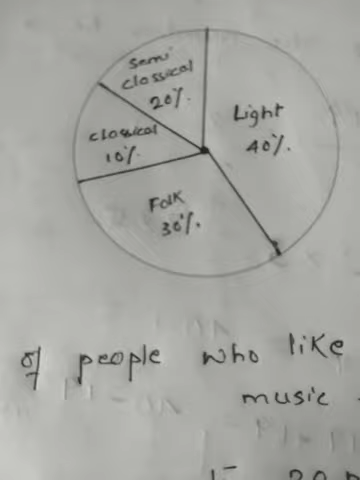 Semi
classical
20%.
Light
40%.
classical
10%.
Folk
30%.
of people who like
music